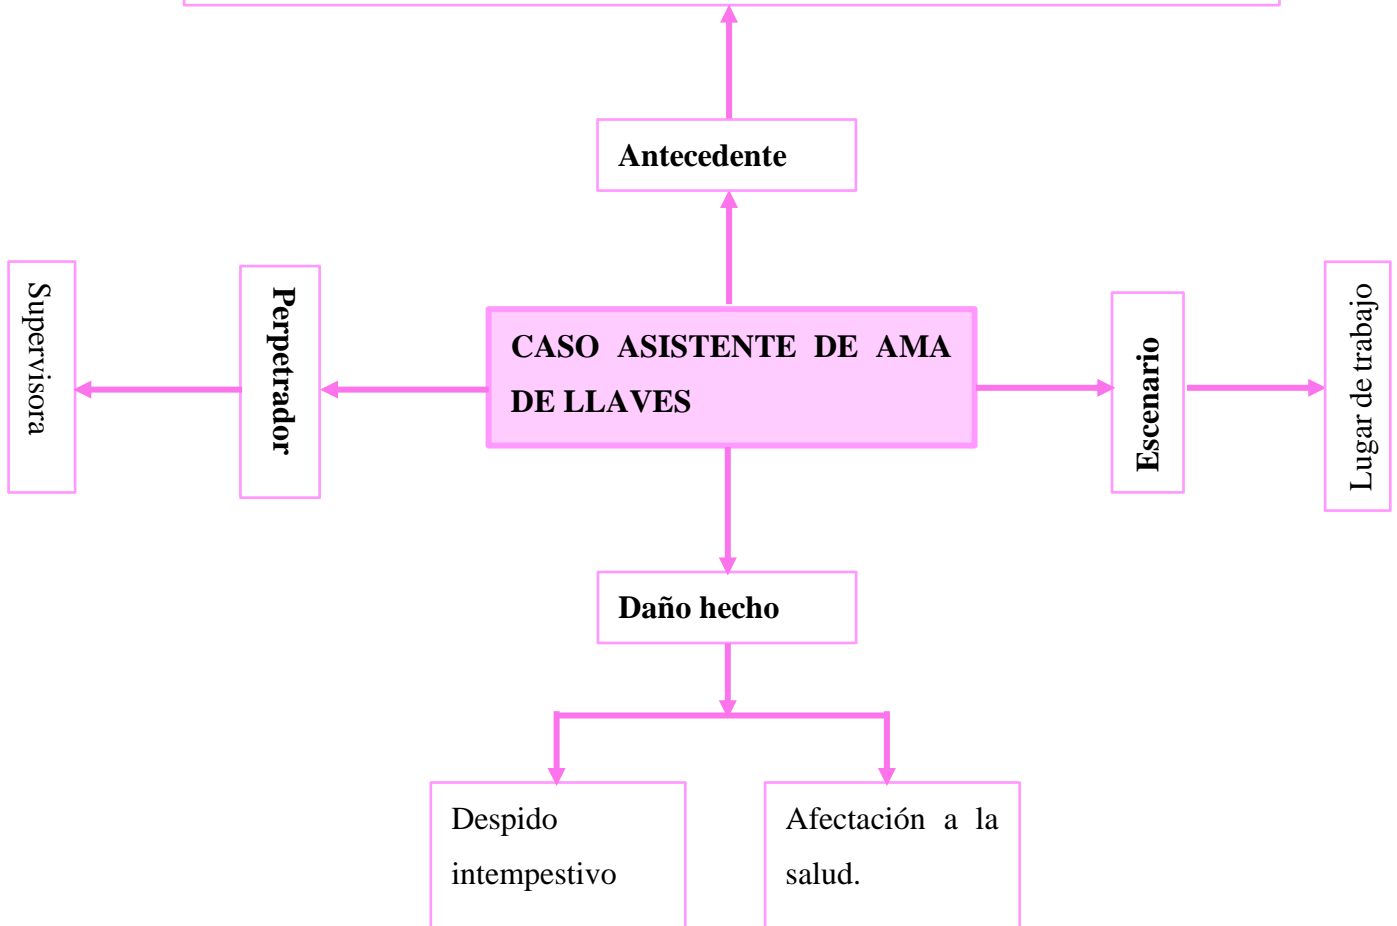 Antecedente
Supervisora
Perpetrador
CASO ASISTENTE DE AMA
DE LLAVES
Escenario
Lugar de trabajo
Daño hecho
Despido
intempestivo
Afectación a la
salud.